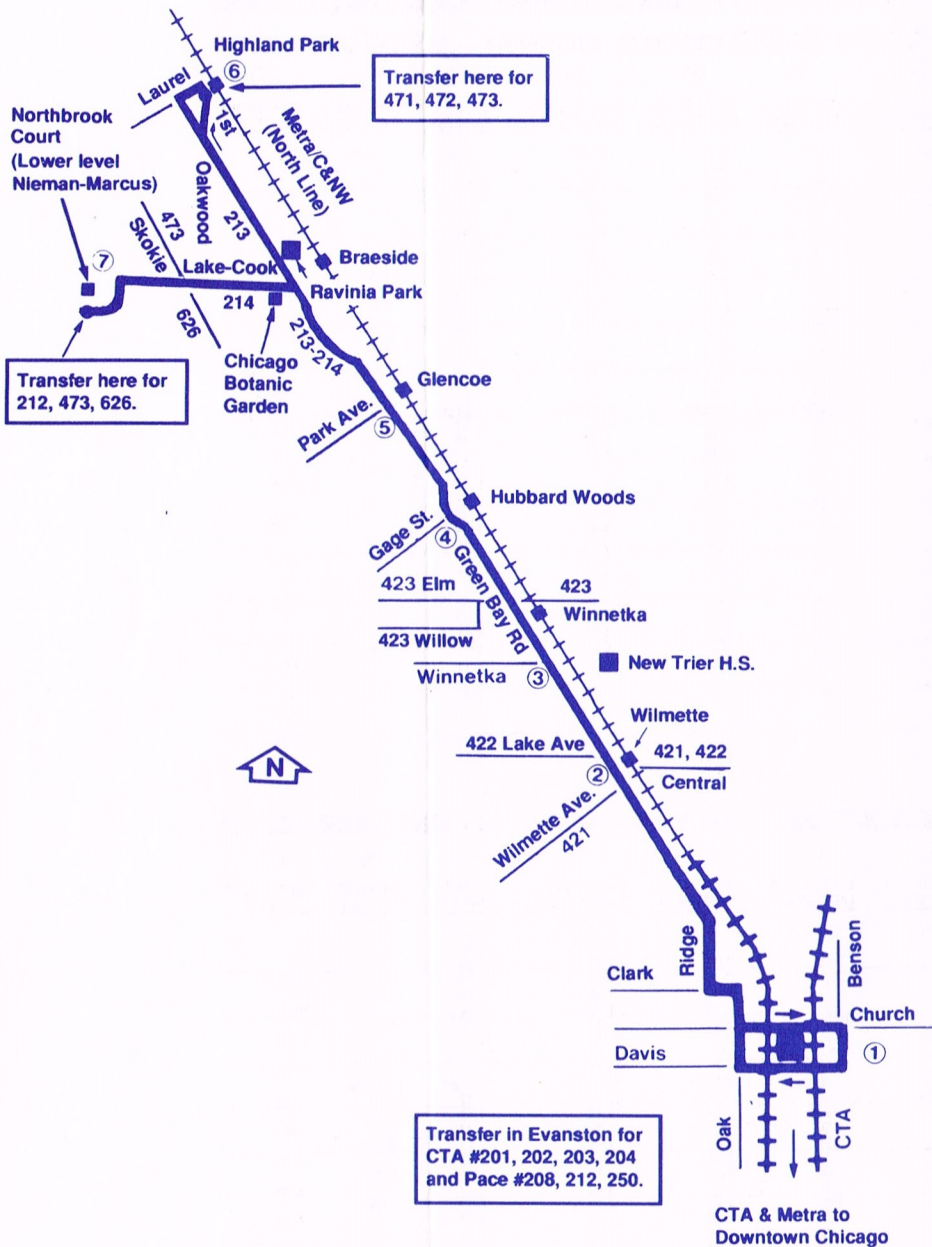 Highland Park
⑥
Laurel
Transfer here for
471, 472, 473.
1st
Metra/C&NW
(North Line)
Northbrook
Court
(Lower level
Nieman-Marcus)
Oakwood
213
473
Skokie
⑦
Lake-Cook
Braeside
Ravinia Park
214
626
213-214
Chicago
Botanic
Garden
Transfer here for
212, 473, 626.
Glencoe
Park Ave.
⑤
Hubbard Woods
Gage St.
④
Green Bay Rd
423 Elm
423
Winnetka
423 Willow
New Trier H.S.
Winnetka
③
Wilmette
422 Lake Ave
421, 422
②
Central
N
Wilmette Ave.
421
Ridge
Benson
Clark
Church
Davis
①
Oak
CTA
Transfer in Evanston for
CTA #201, 202, 203, 204
and Pace #208, 212, 250.
CTA & Metra to
Downtown Chicago